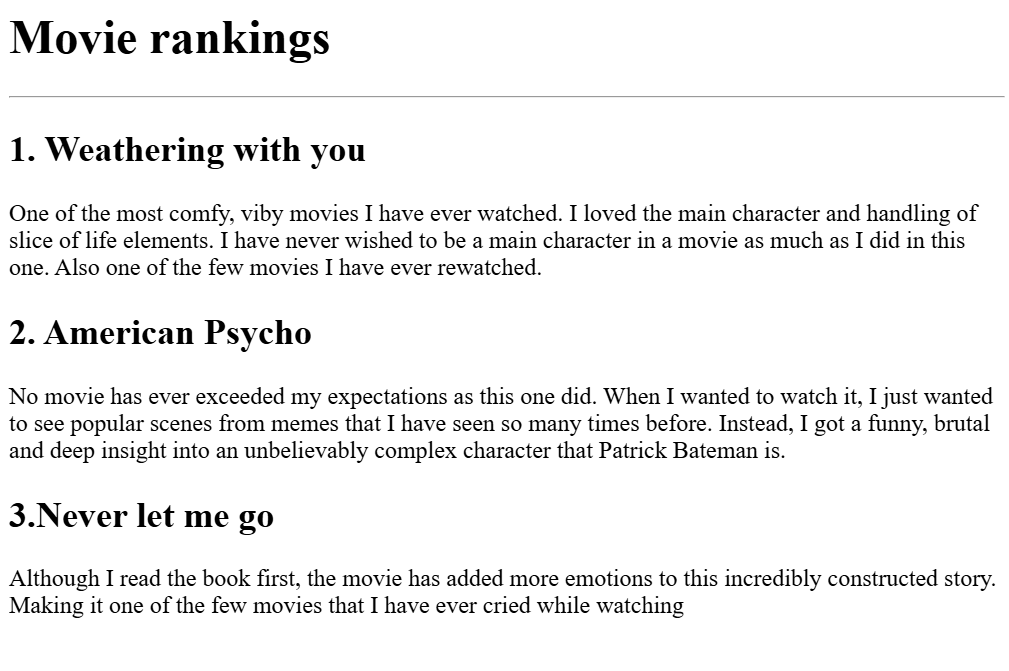 Movie rankings
1. Weathering with you
One of the most comfy, viby movies I have ever watched. I loved the main character and handling of
slice of life elements. I have never wished to be a main character in a movie as much as I did in this
one. Also one of the few movies I have ever rewatched.
2. American Psycho
No movie has ever exceeded my expectations as this one did. When I wanted to watch it, I just wanted
to see popular scenes from memes that I have seen so many times before. Instead, I got a funny, brutal
and deep insight into an unbelievably complex character that Patrick Bateman is.
3.Never let me go
Although I read the book first, the movie has added more emotions to this incredibly constructed story.
Making it one of the few movies that I have ever cried while watching